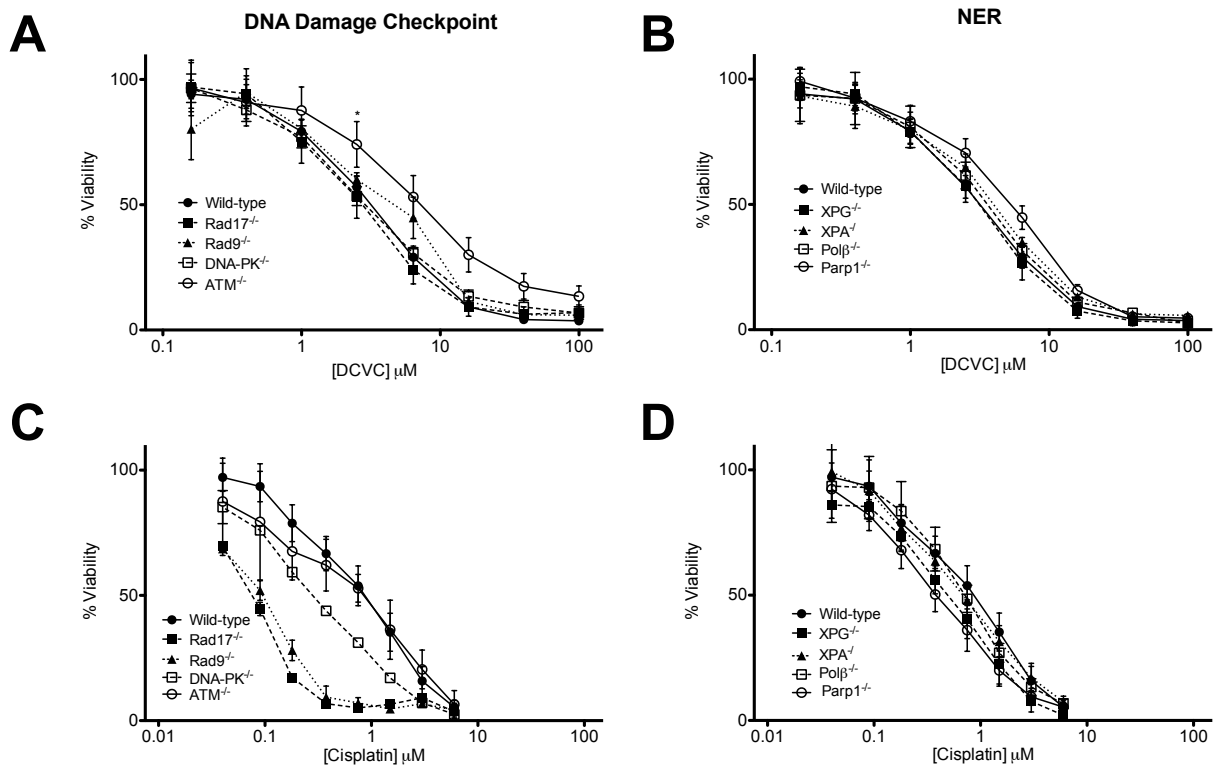 A
DNA Damage Checkpoint
100
50
0
% Viability
Wild-type
Rad17-/-
Rad9-/-
DNA-PK-/-
ATM-/-
*
0.1 1 10 100
[DCVC] μM
B
NER
100
50
0
% Viability
Wild-type
XPG-/-
XPA-/
Polβ-/-
Parp1-/-
0.1 1 10 100
[DCVC] μM
C
100
50
0
% Viability
Wild-type
Rad17-/-
Rad9-/-
DNA-PK-/-
ATM-/-
0.01 0.1 1 10 100
[Cisplatin] μM
D
100
50
0
% Viability
Wild-type
XPG-/-
XPA-/
Polβ-/-
Parp1-/-
0.01 0.1 1 10 100
[Cisplatin] μM